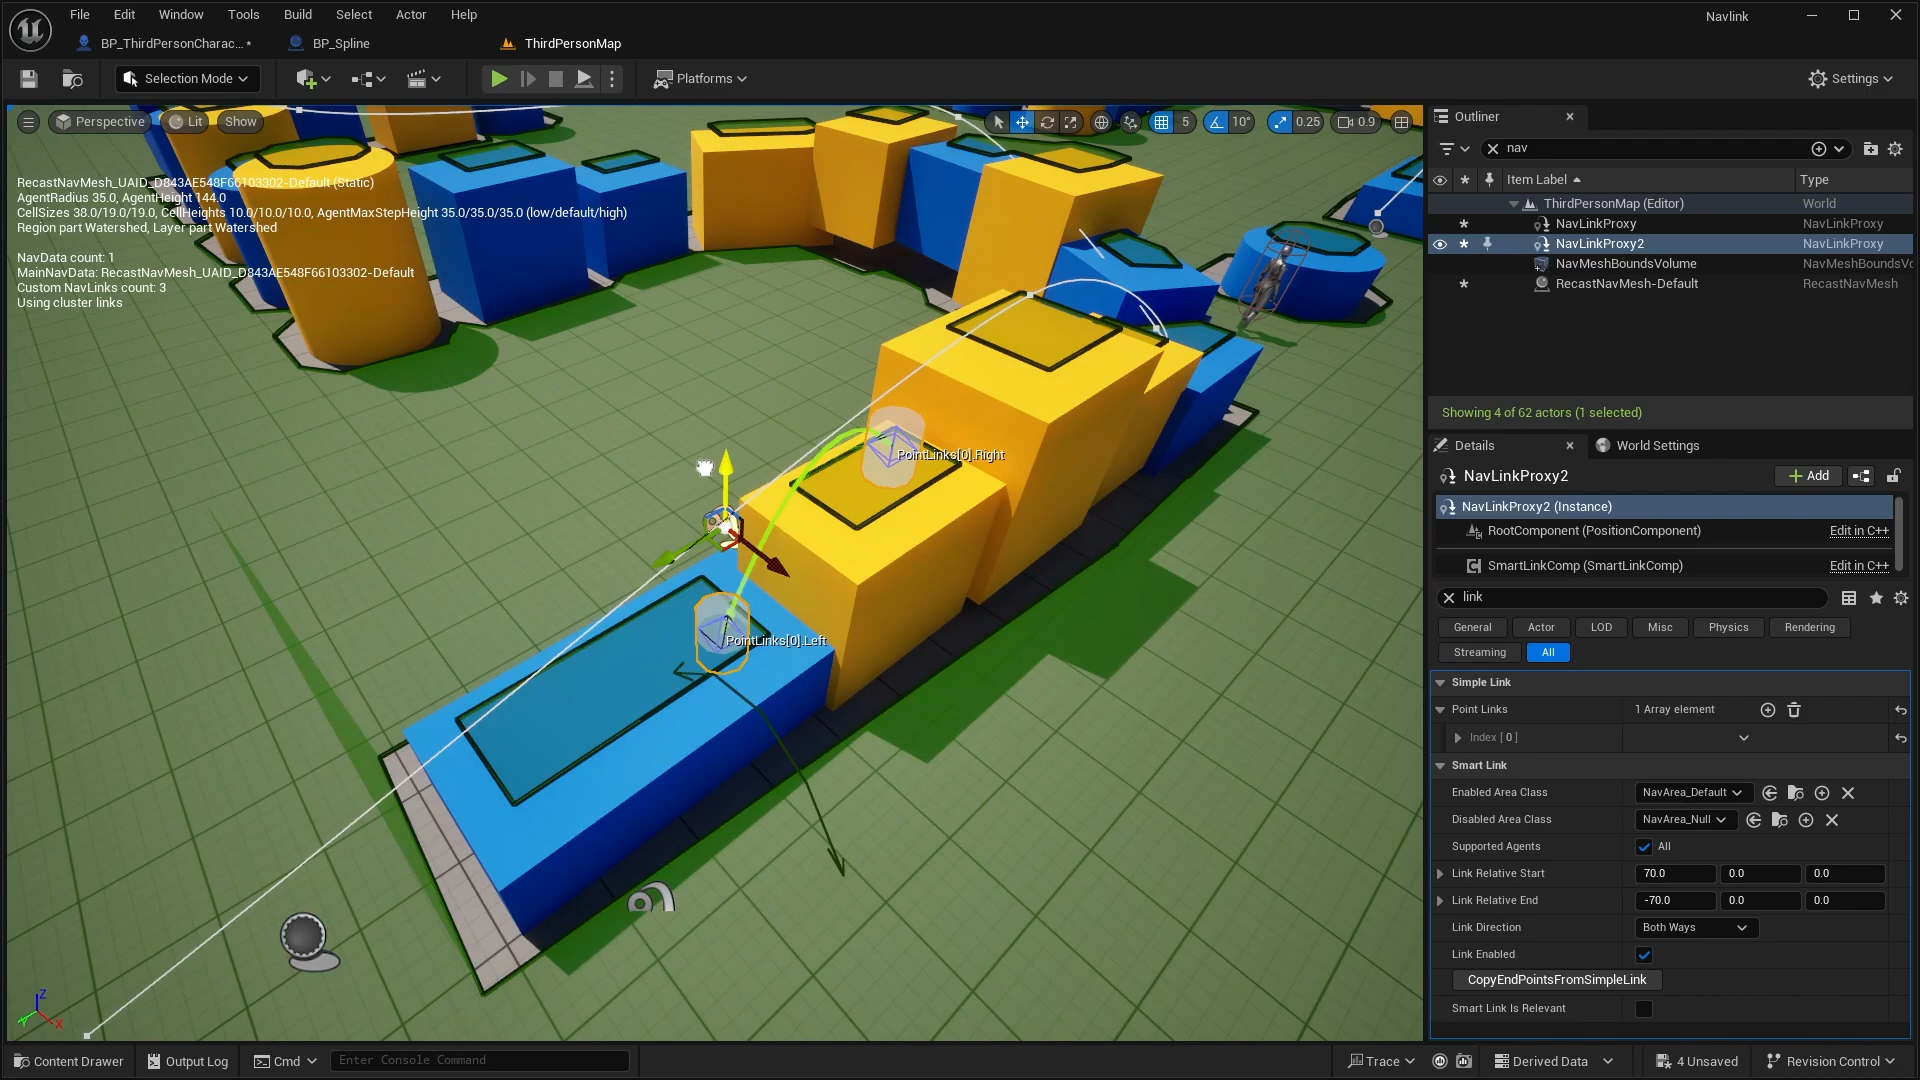 File Edit Window Tools Build Select Actor Help
Navlink
BP_ThirdPersonCharac... •
BP_Spline
ThirdPersonMap
Selection Mode
Platforms
Settings
Perspective Lit Show
5 10° 0.25 0.9
RecastNavMesh_UAID_D843AE548F66103302-Default (Static)
AgentRadius 35.0, AgentHeight 144.0
CellSizes 38.0/19.0/19.0, CellHeights 10.0/10.0/10.0, AgentMaxStepHeight 35.0/35.0/35.0 (low/default/high)
Region part Watershed, Layer part Watershed
NavData count: 1
MainNavData: RecastNavMesh_UAID_D843AE548F66103302-Default
Custom NavLinks count: 3
Using cluster links
PointLinks[0].Right
PointLinks[0].Left
Z
Y
X
Outliner
nav
Item Label Type
ThirdPersonMap (Editor) World
NavLinkProxy NavLinkProxy
NavLinkProxy2 NavLinkProxy
NavMeshBoundsVolume NavMeshBoundsVc
RecastNavMesh-Default RecastNavMesh
Showing 4 of 62 actors (1 selected)
Details World Settings
NavLinkProxy2 Add
NavLinkProxy2 (Instance)
RootComponent (PositionComponent) Edit in C++
SmartLinkComp (SmartLinkComp) Edit in C++
link
General Actor LOD Misc Physics Rendering
Streaming All
Simple Link
Point Links 1 Array element
Index [ 0 ]
Smart Link
Enabled Area Class NavArea_Default
Disabled Area Class NavArea_Null
Supported Agents All
Link Relative Start 70.0 0.0 0.0
Link Relative End -70.0 0.0 0.0
Link Direction Both Ways
Link Enabled
CopyEndPointsFromSimpleLink
Smart Link Is Relevant
Content Drawer Output Log Cmd Enter Console Command Trace Derived Data 4 Unsaved Revision Control